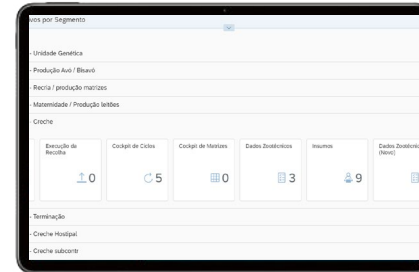 ivos por Segmento
- Unidade Genética
- Produção Avó / Bisavó
- Recria / produção matrizes
- Maternidade / Produção leitões
- Creche
Execução da
Recolha
0
Cockpit de Ciclos
5
Cockpit de Matrizes
0
Dados Zootécnicos
3
Insumos
9
Dados Zootécnic
(Novo)
- Terminação
- Creche Hostipal
- Creche subcontr